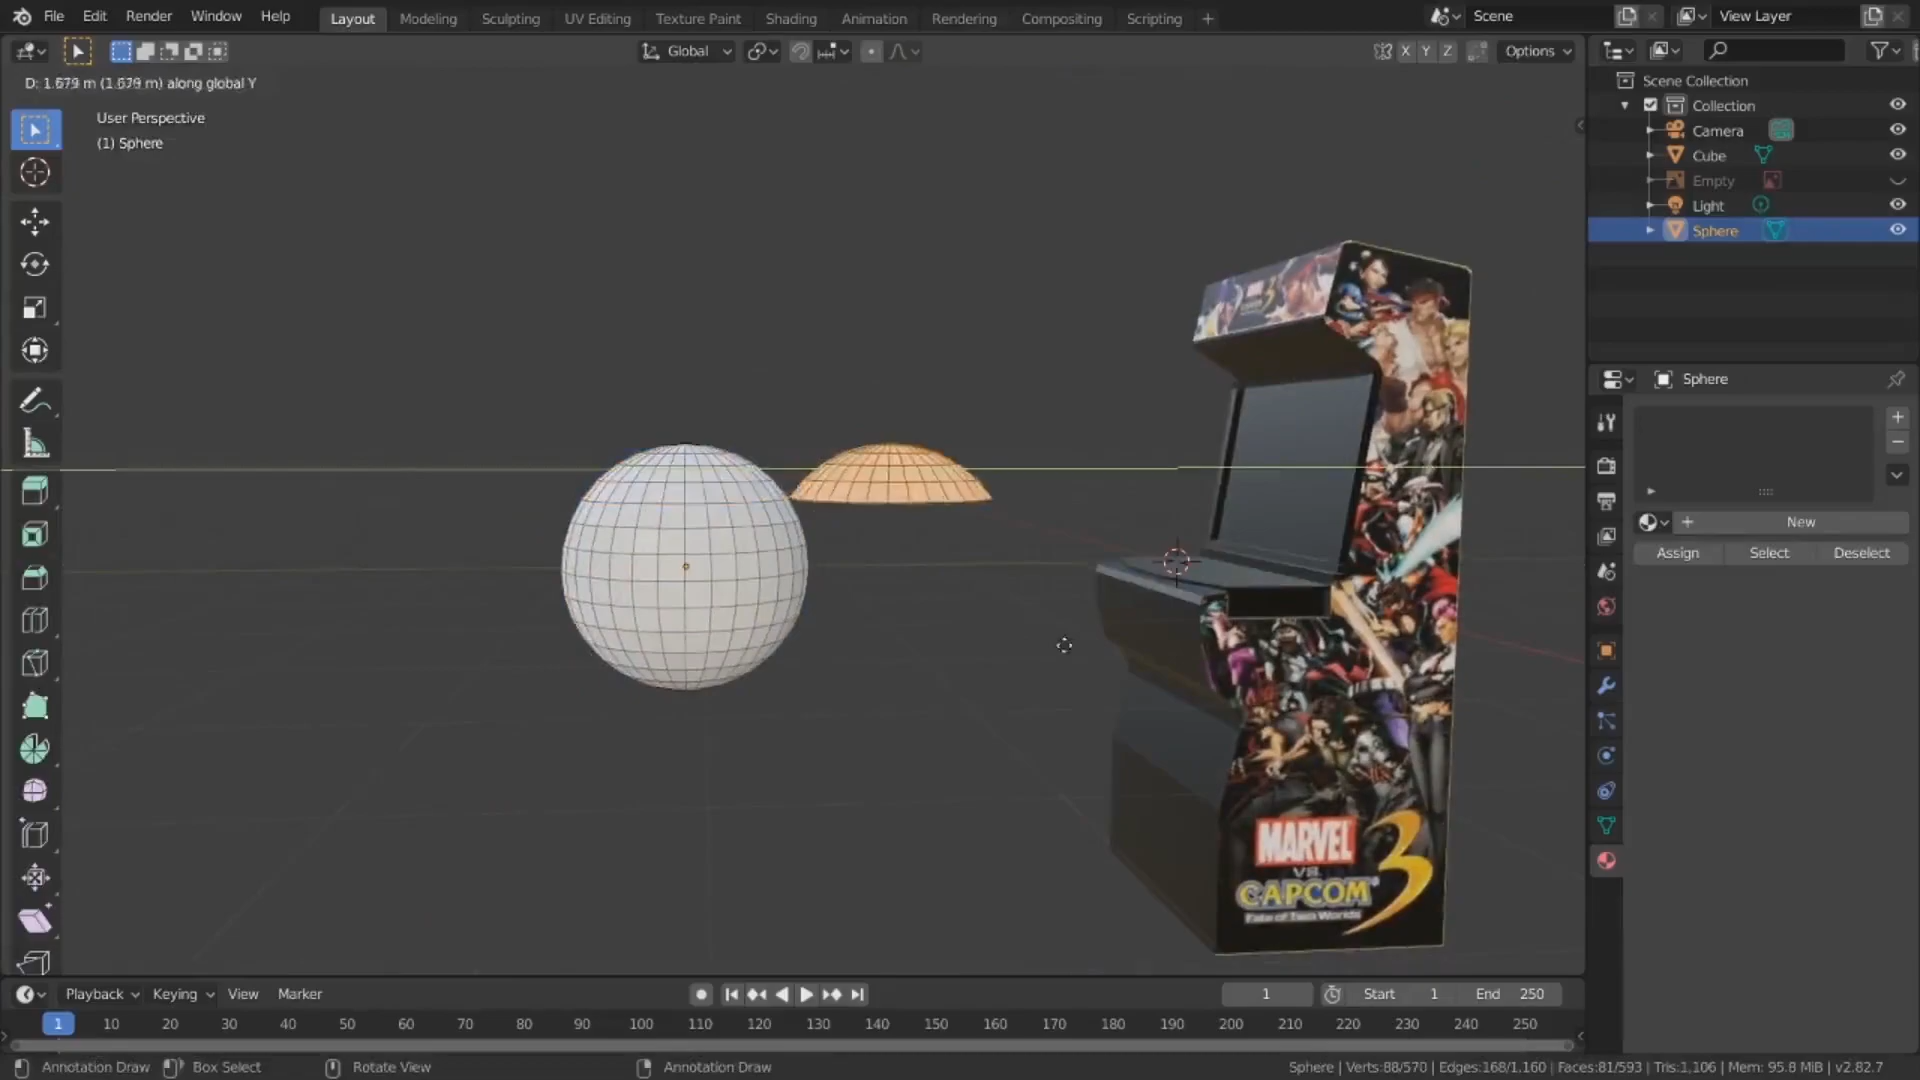 File Edit Render Window Help Layout Modeling Sculpting UV Editing Texture Paint Shading Animation Rendering Compositing Scripting + Scene View Layer
Global X Y Z Options
D: 1.679 m (1.679 m) along global Y
Scene Collection
Collection
User Perspective
Camera
(1) Sphere
Cube
Empty
Light
Sphere
Sphere
New
Assign Select Deselect
MARVEL
VS.
CAPCOM 3
Fate of Two Worlds
Playback Keying View Marker 1 Start 1 End 250
1 10 20 30 40 50 60 70 80 90 100 110 120 130 140 150 160 170 180 190 200 210 220 230 240 250
Annotation Draw Box Select Rotate View Annotation Draw Sphere | Verts:88/570 | Edges:168/1.160 | Faces:81/593 | Tris:1,106 | Mem: 95.8 MiB | v2.82.7